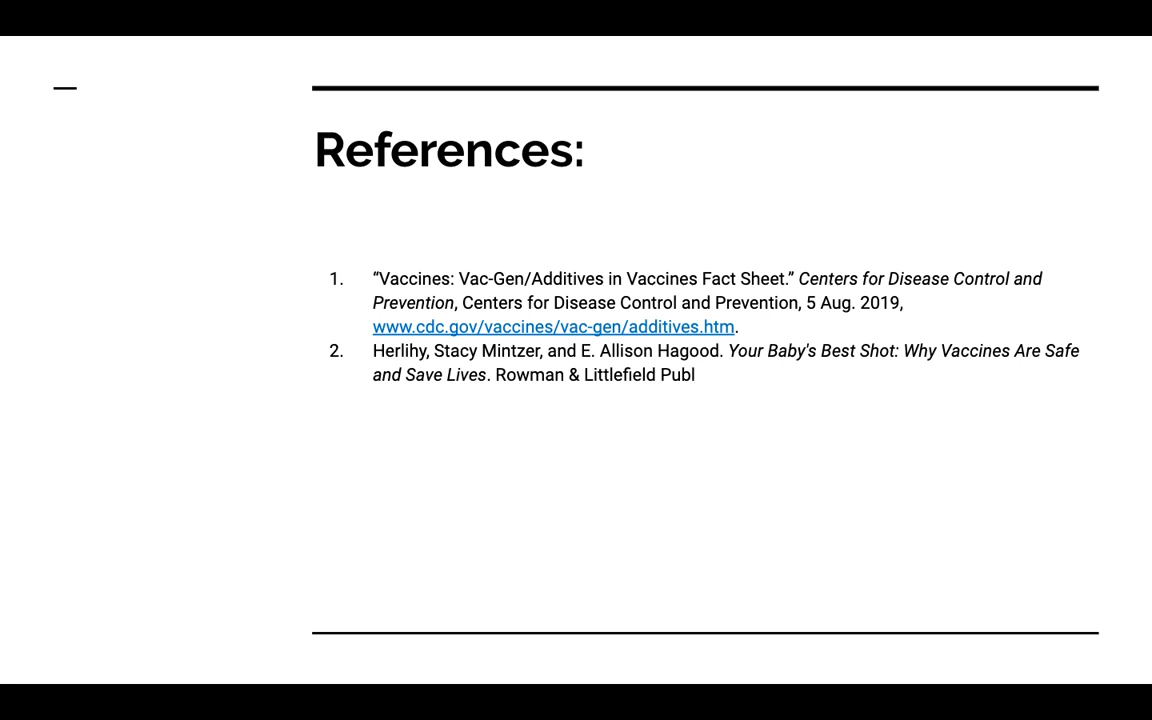 References:
1. “Vaccines: Vac-Gen/Additives in Vaccines Fact Sheet.” Centers for Disease Control and
Prevention, Centers for Disease Control and Prevention, 5 Aug. 2019,
www.cdc.gov/vaccines/vac-gen/additives.htm.
2. Herlihy, Stacy Mintzer, and E. Allison Hagood. Your Baby's Best Shot: Why Vaccines Are Safe
and Save Lives. Rowman & Littlefield Publ